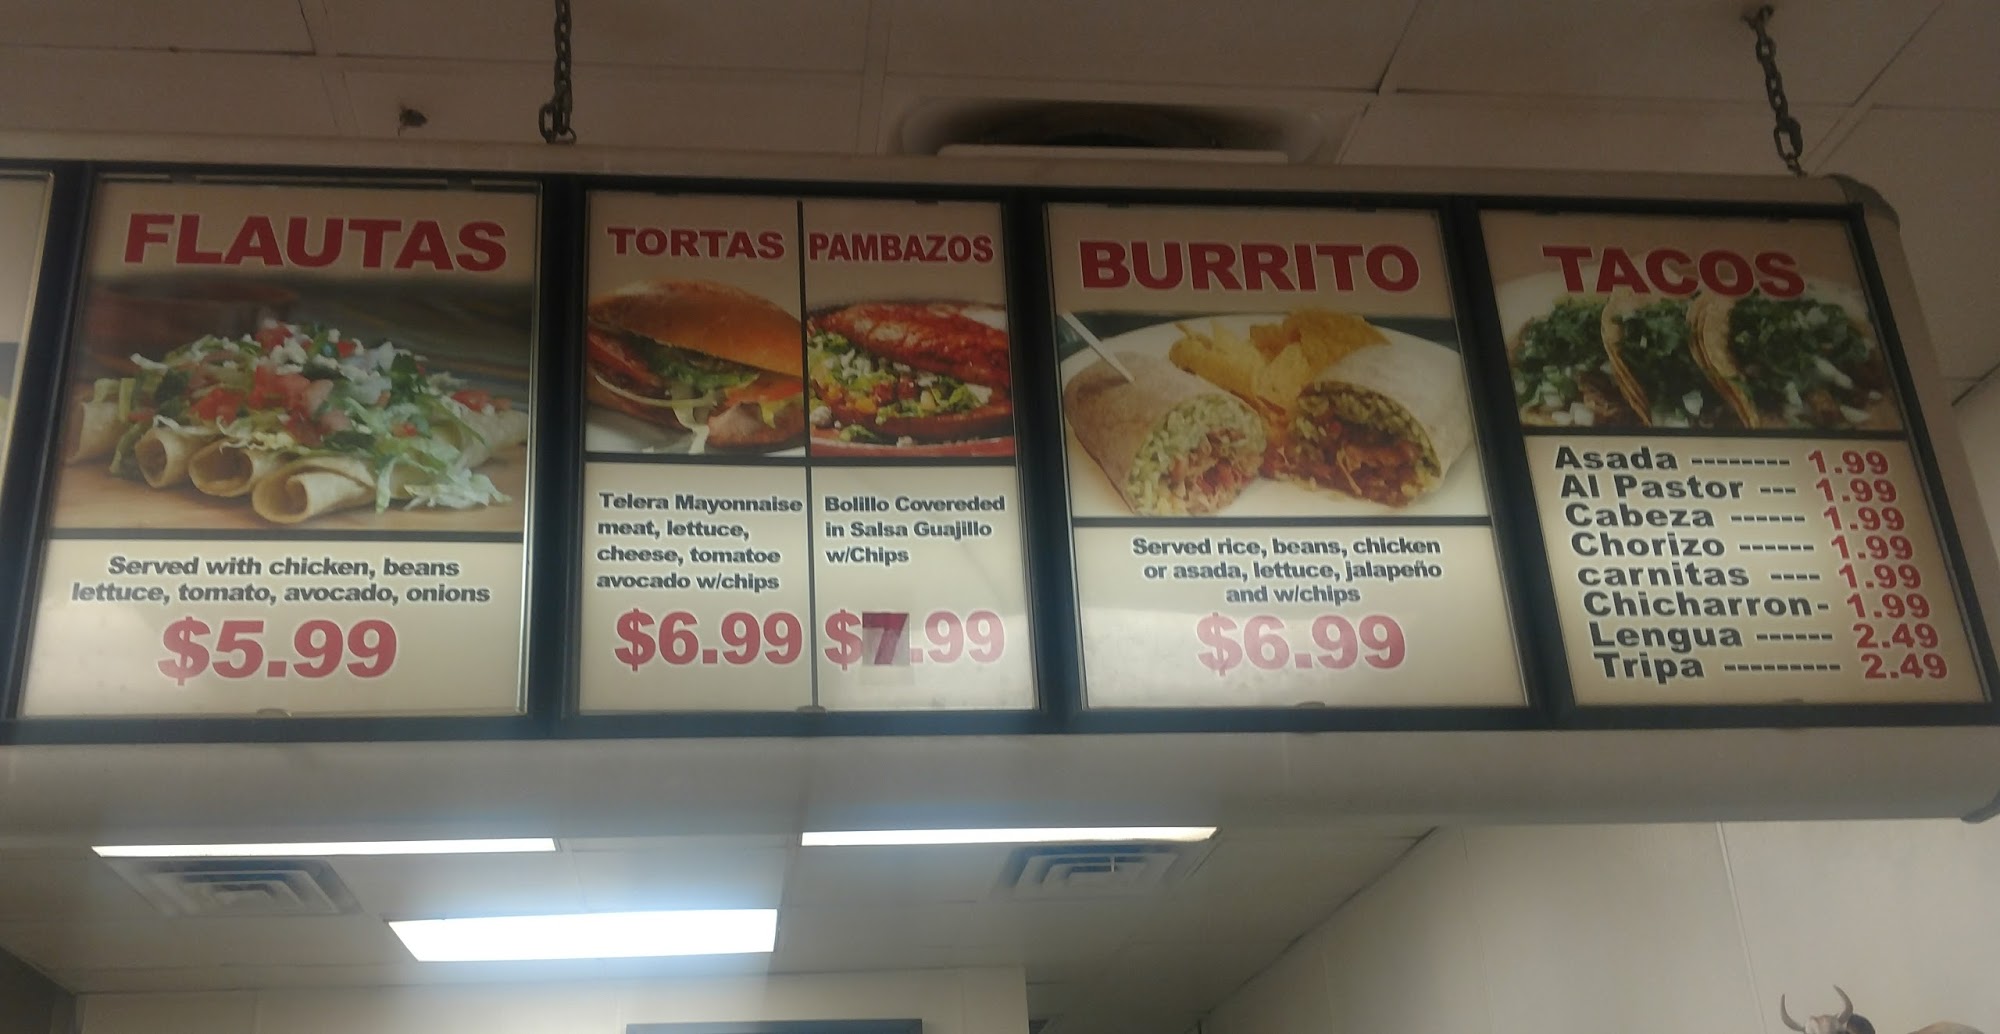 FLAUTAS
Served with chicken, beans
lettuce, tomato, avocado, onions
$5.99
TORTAS
Telera Mayonnaise
meat, lettuce,
cheese, tomatoe
avocado w/chips
$6.99
PAMBAZOS
Bolillo Covereded
in Salsa Guajillo
w/Chips
$7.99
BURRITO
Served rice, beans, chicken
or asada, lettuce, jalapeño
and w/chips
$6.99
TACOS
Asada -------- 1.99
Al Pastor --- 1.99
Cabeza ------ 1.99
Chorizo ------ 1.99
carnitas ---- 1.99
Chicharron- 1.99
Lengua ------ 2.49
Tripa --------- 2.49